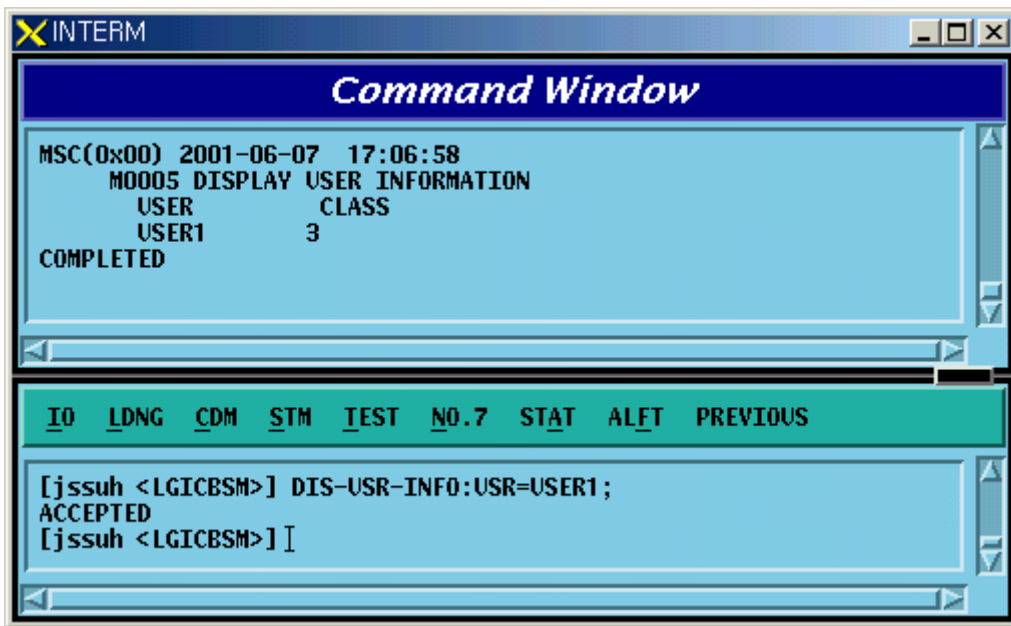 INTERM
Command Window
MSC(0x00) 2001-06-07 17:06:58
M0005 DISPLAY USER INFORMATION
USER CLASS
USER1 3
COMPLETED
IO LDNG CDM STM TEST NO.7 STAT ALFT PREVIOUS
[jssuh <LGICBSM>] DIS-USR-INFO:USR=USER1;
ACCEPTED
[jssuh <LGICBSM>]